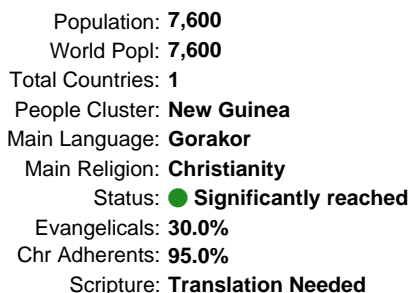 Population: 7,600
World Popl: 7,600
Total Countries: 1
People Cluster: New Guinea
Main Language: Gorakor
Main Religion: Christianity
Status: Significantly reached
Evangelicals: 30.0%
Chr Adherents: 95.0%
Scripture: Translation Needed